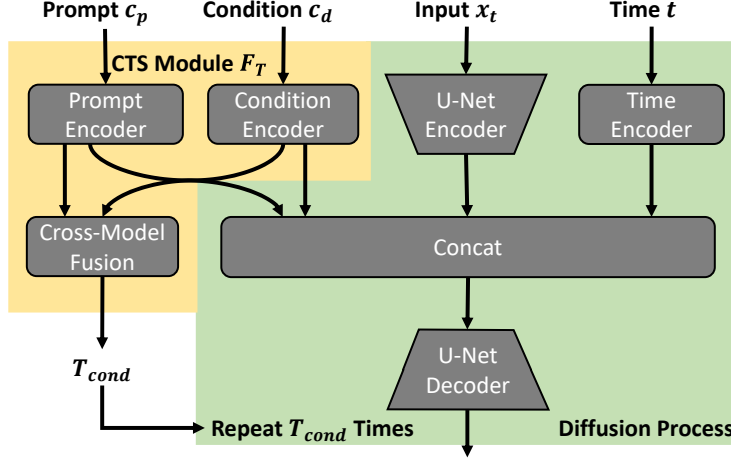 Prompt c_p
Condition c_d
Input x_t
Time t
CTS Module F_T
Prompt
Encoder
Condition
Encoder
U-Net
Encoder
Time
Encoder
Cross-Model
Fusion
Concat
T_cond
U-Net
Decoder
Repeat T_cond Times
Diffusion Process